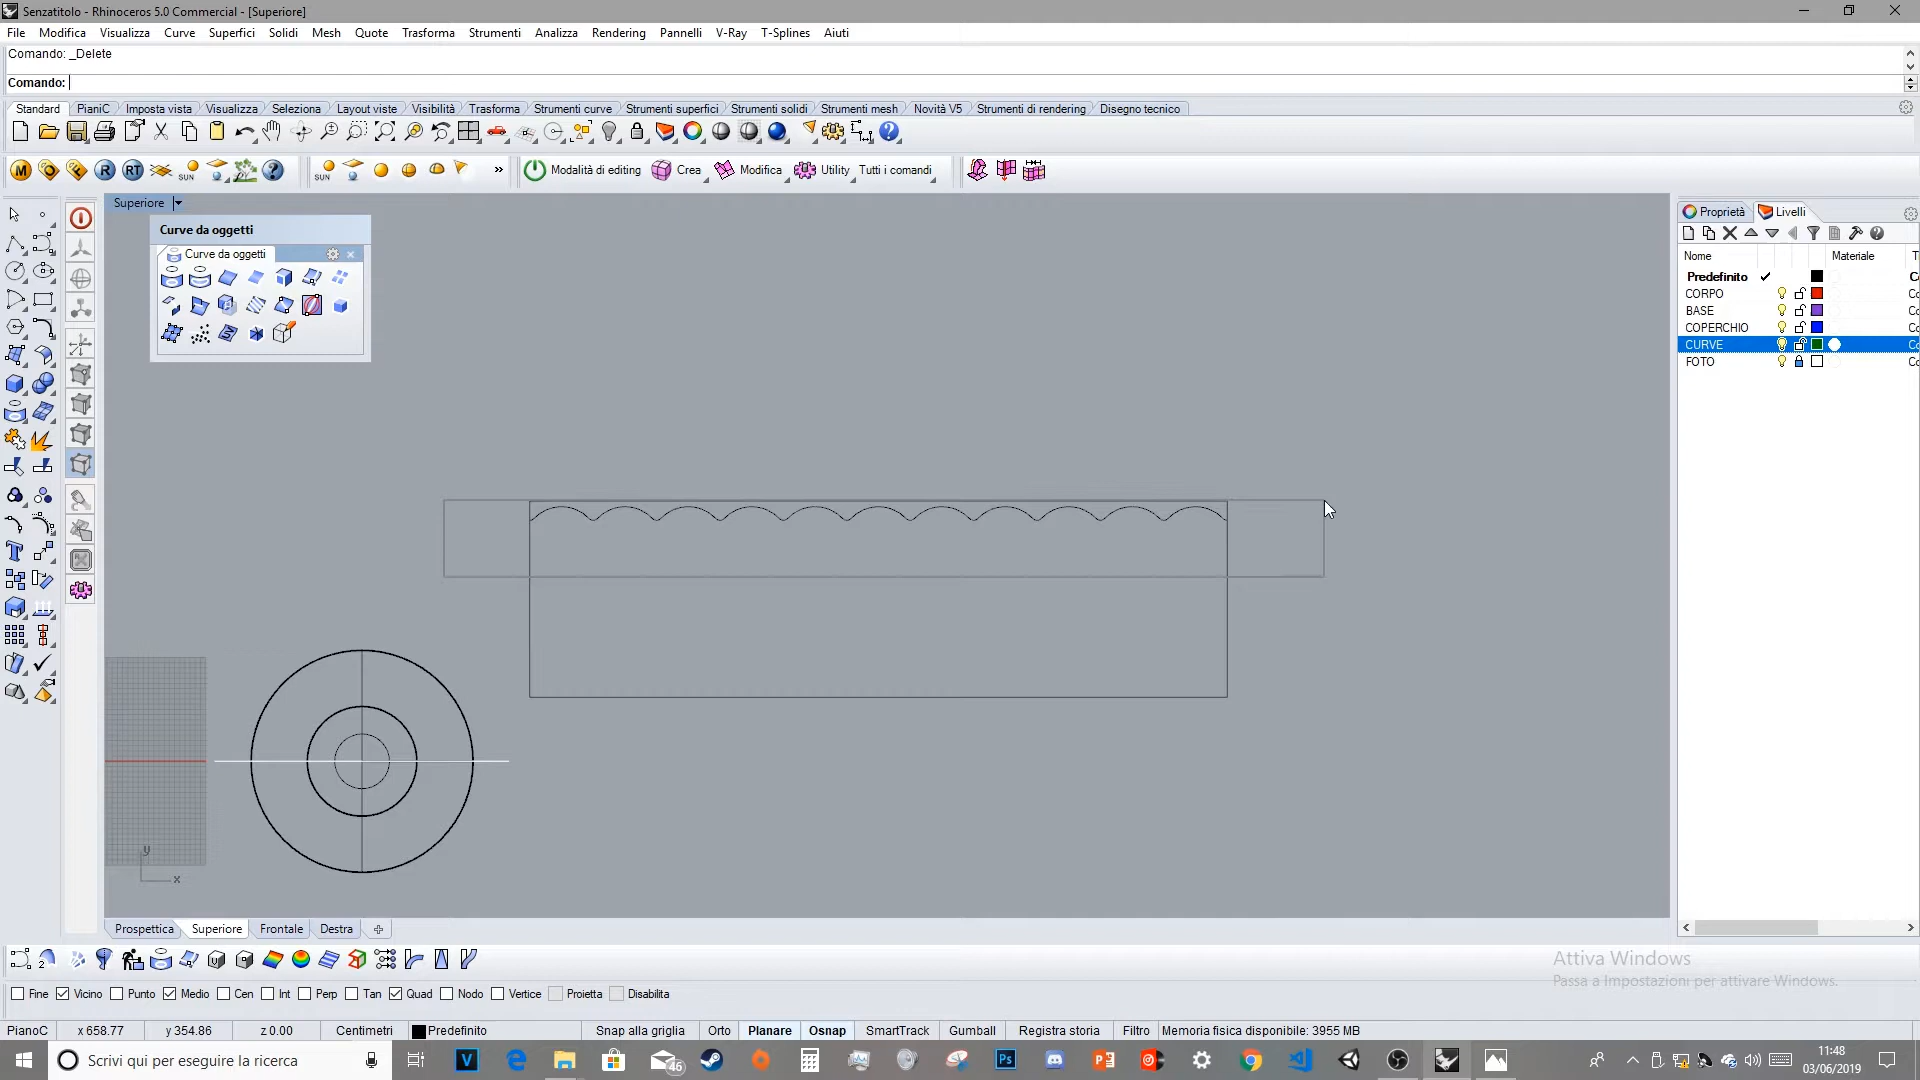 Senzatitolo - Rhinoceros 5.0 Commercial - [Superiore]
File Modifica Visualizza Curve Superfici Solidi Mesh Quote Trasforma Strumenti Analizza Rendering Pannelli V-Ray T-Splines Aiuti
Comando: _Delete
Comando:
Standard PianiC Imposta vista Visualizza Seleziona Layout viste Visibilità Trasforma Strumenti curve Strumenti superfici Strumenti solidi Strumenti mesh Novità V5 Strumenti di rendering Disegno tecnico
M R RT SUN SUN » Modalità di editing Crea Modifica Utility Tutti i comandi
Superiore
Curve da oggetti
Curve da oggetti
Proprietà Livelli
Nome Materiale
Predefinito
CORPO
BASE
COPERCHIO
CURVE
FOTO
y
x
Prospettica Superiore Frontale Destra
Attiva Windows
Passa a Impostazioni per attivare Windows.
Fine Vicino Punto Medio Cen Int Perp Tan Quad Nodo Vertice Proietta Disabilita
PianoC x 658.77 y 354.86 z 0.00 Centimetri Predefinito Snap alla griglia Orto Planare Osnap SmartTrack Gumball Registra storia Filtro Memoria fisica disponibile: 3955 MB
Scrivi qui per eseguire la ricerca
46
Ps
11:48
03/06/2019